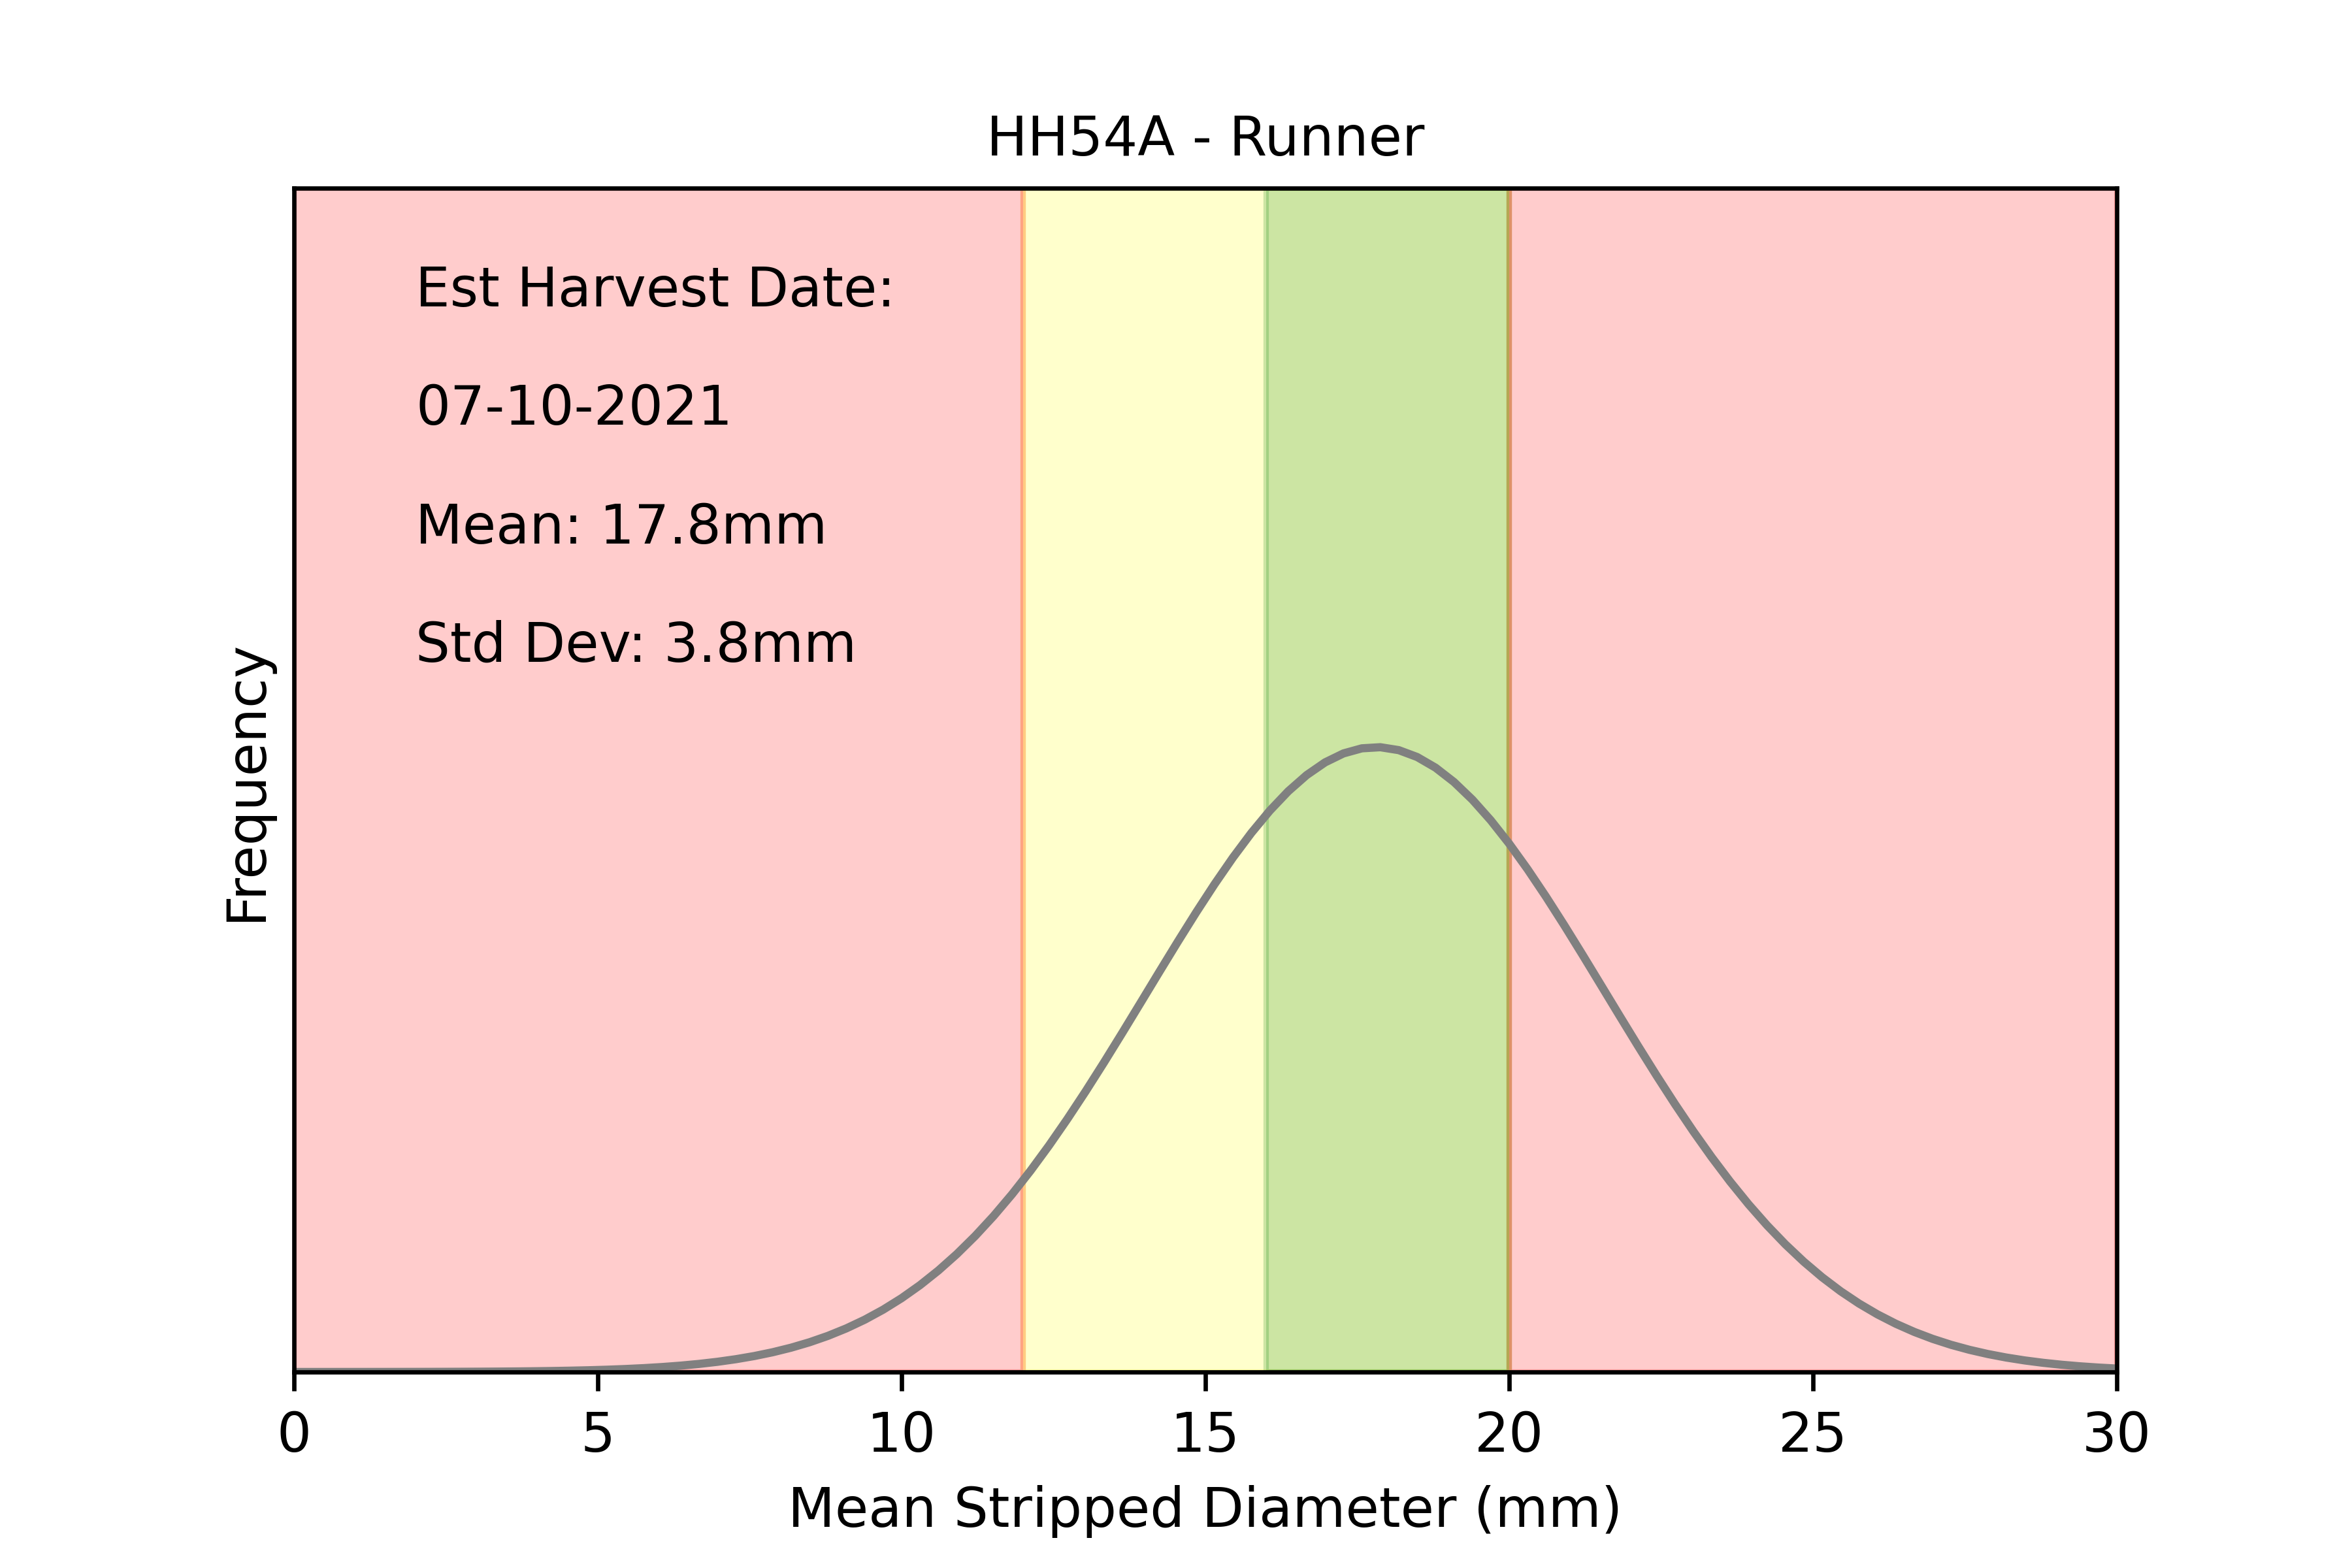 HH54A - Runner
Est Harvest Date:
07-10-2021
Mean: 17.8mm
Std Dev: 3.8mm
Frequency
0 5 10 15 20 25 30
Mean Stripped Diameter (mm)